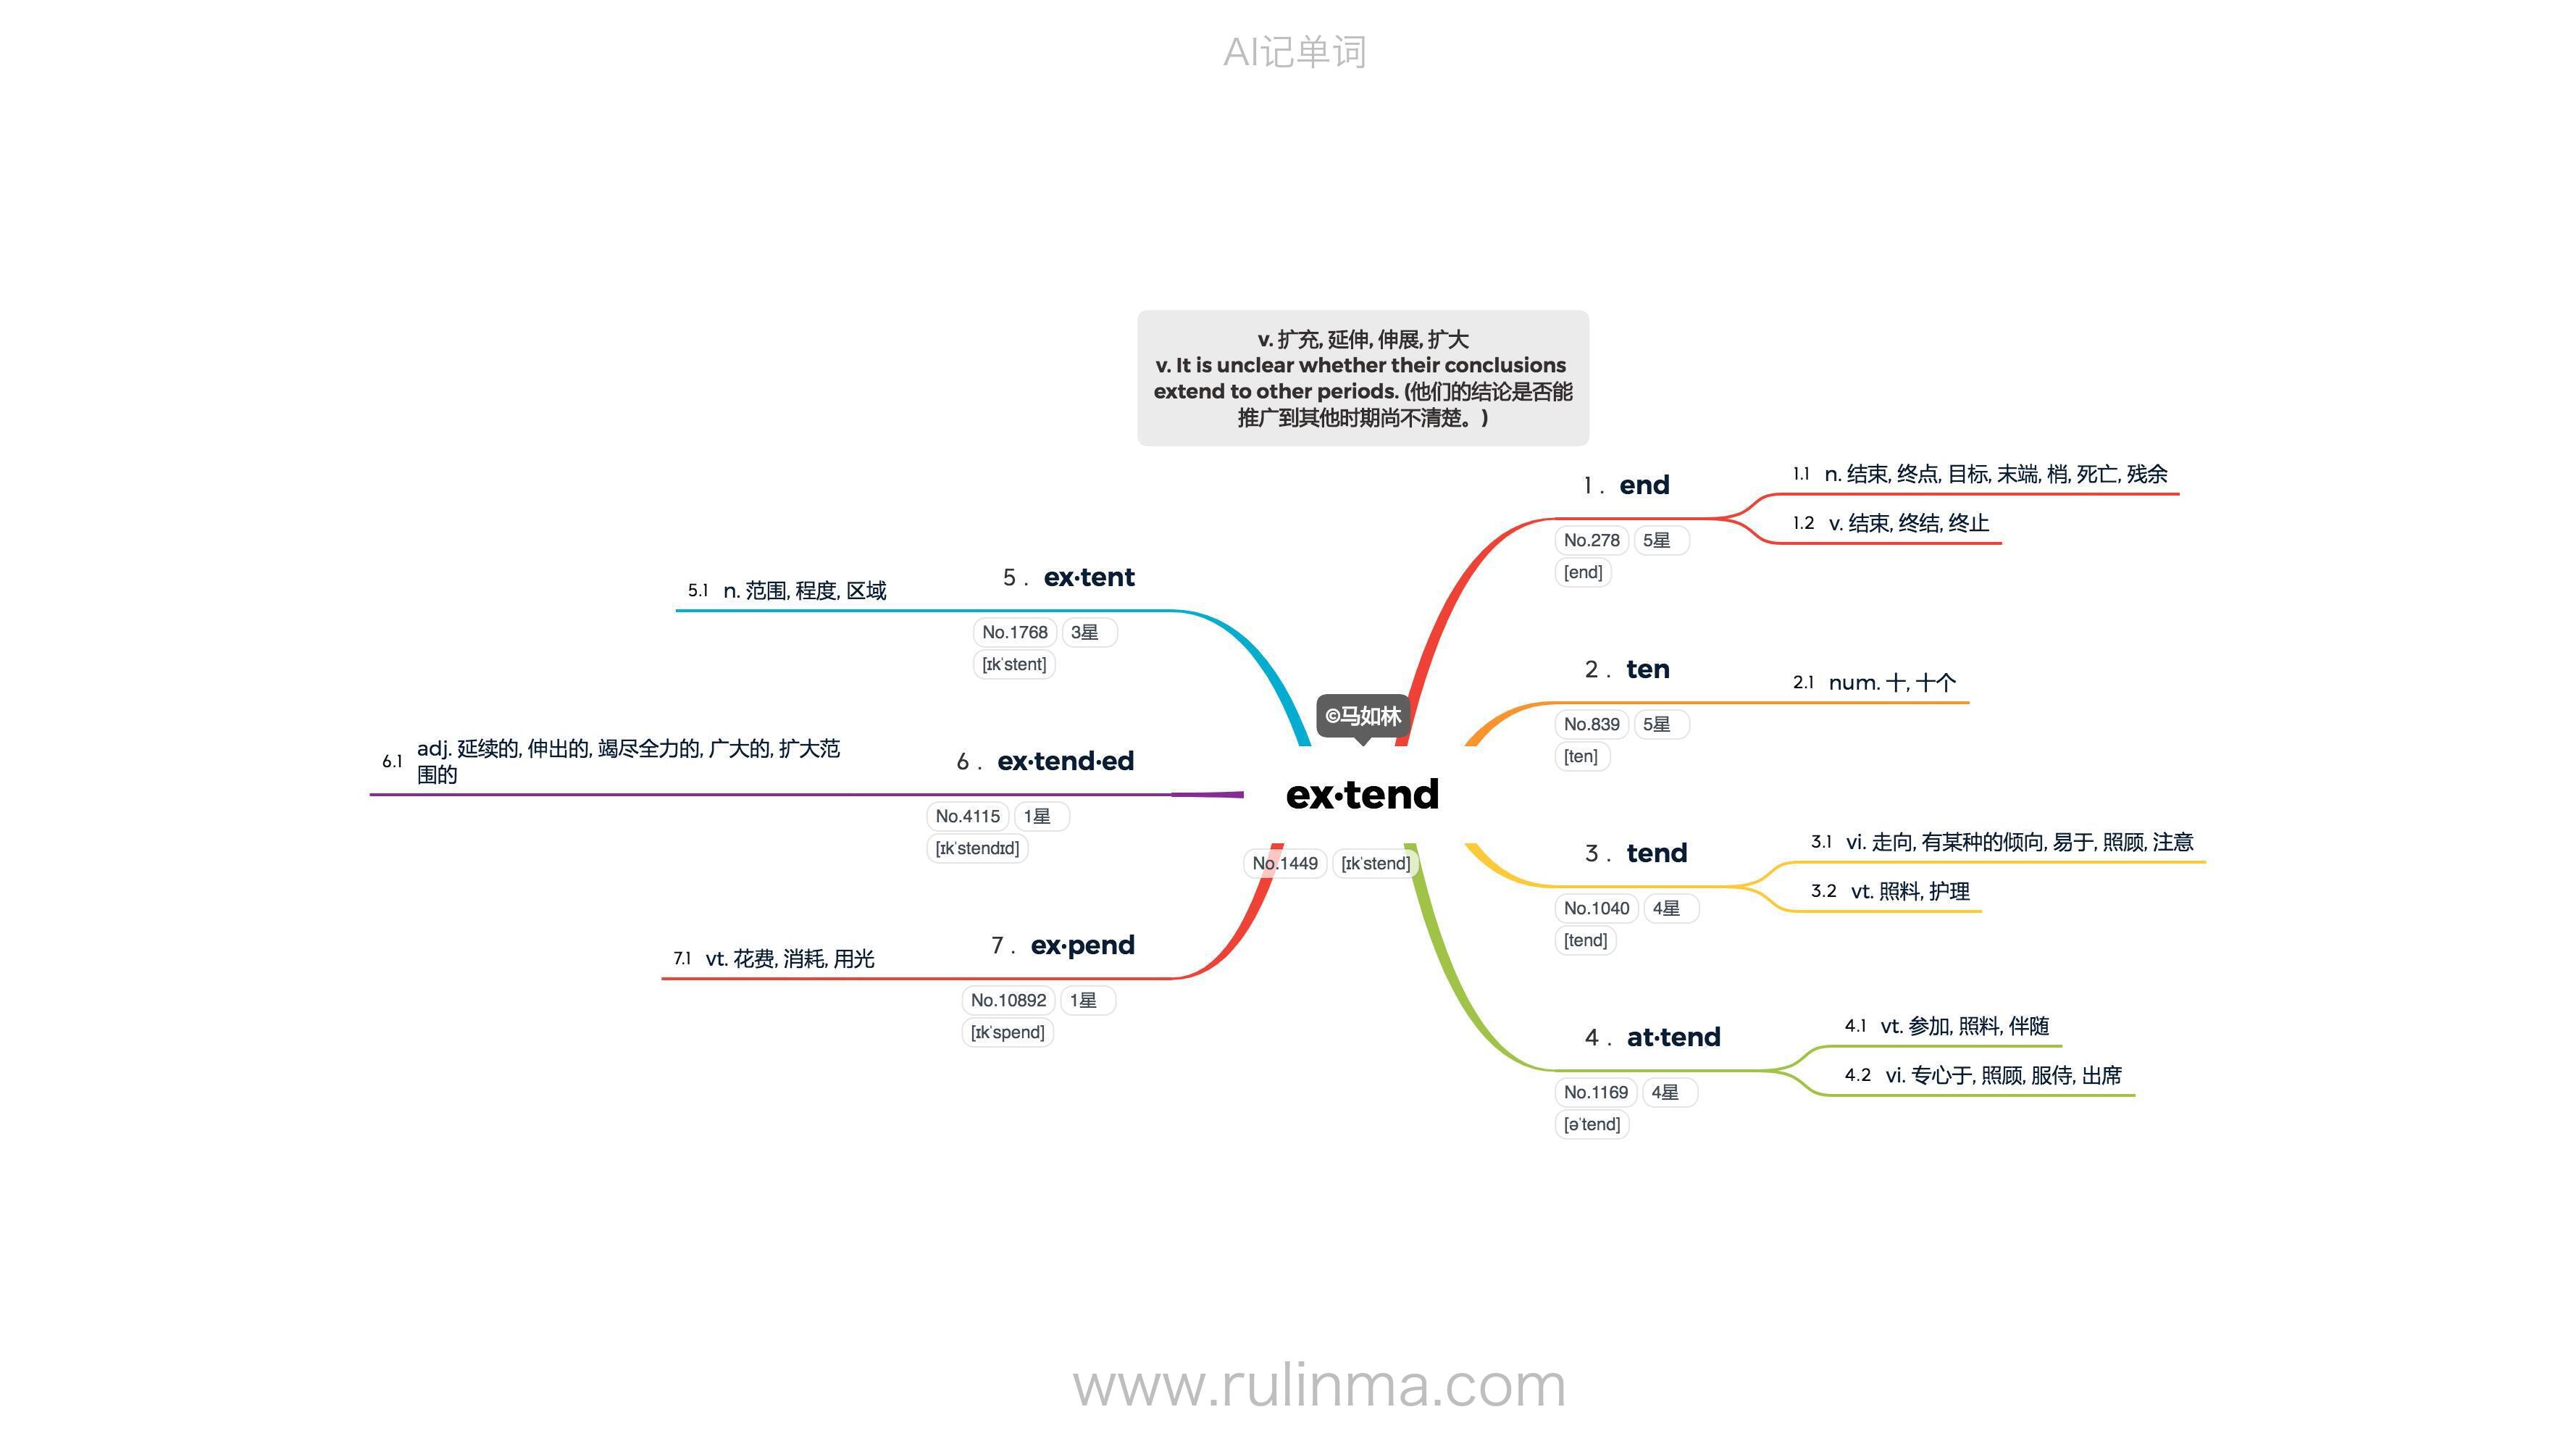 AI记单词
v. 扩充, 延伸, 伸展, 扩大
v. It is unclear whether their conclusions
extend to other periods. (他们的结论是否能
推广到其他时期尚不清楚。)
©马如林
ex·tend
No.1449 [ɪkˈstend]
1 . end
No.278 5星
[end]
1.1 n. 结束, 终点, 目标, 末端, 梢, 死亡, 残余
1.2 v. 结束, 终结, 终止
2 . ten
No.839 5星
[ten]
2.1 num. 十, 十个
3 . tend
No.1040 4星
[tend]
3.1 vi. 走向, 有某种的倾向, 易于, 照顾, 注意
3.2 vt. 照料, 护理
4 . at·tend
No.1169 4星
[əˈtend]
4.1 vt. 参加, 照料, 伴随
4.2 vi. 专心于, 照顾, 服侍, 出席
5 . ex·tent
No.1768 3星
[ɪkˈstent]
5.1 n. 范围, 程度, 区域
6 . ex·tend·ed
No.4115 1星
[ɪkˈstendɪd]
6.1 adj. 延续的, 伸出的, 竭尽全力的, 广大的, 扩大范
围的
7 . ex·pend
No.10892 1星
[ɪkˈspend]
7.1 vt. 花费, 消耗, 用光
www.rulinma.com